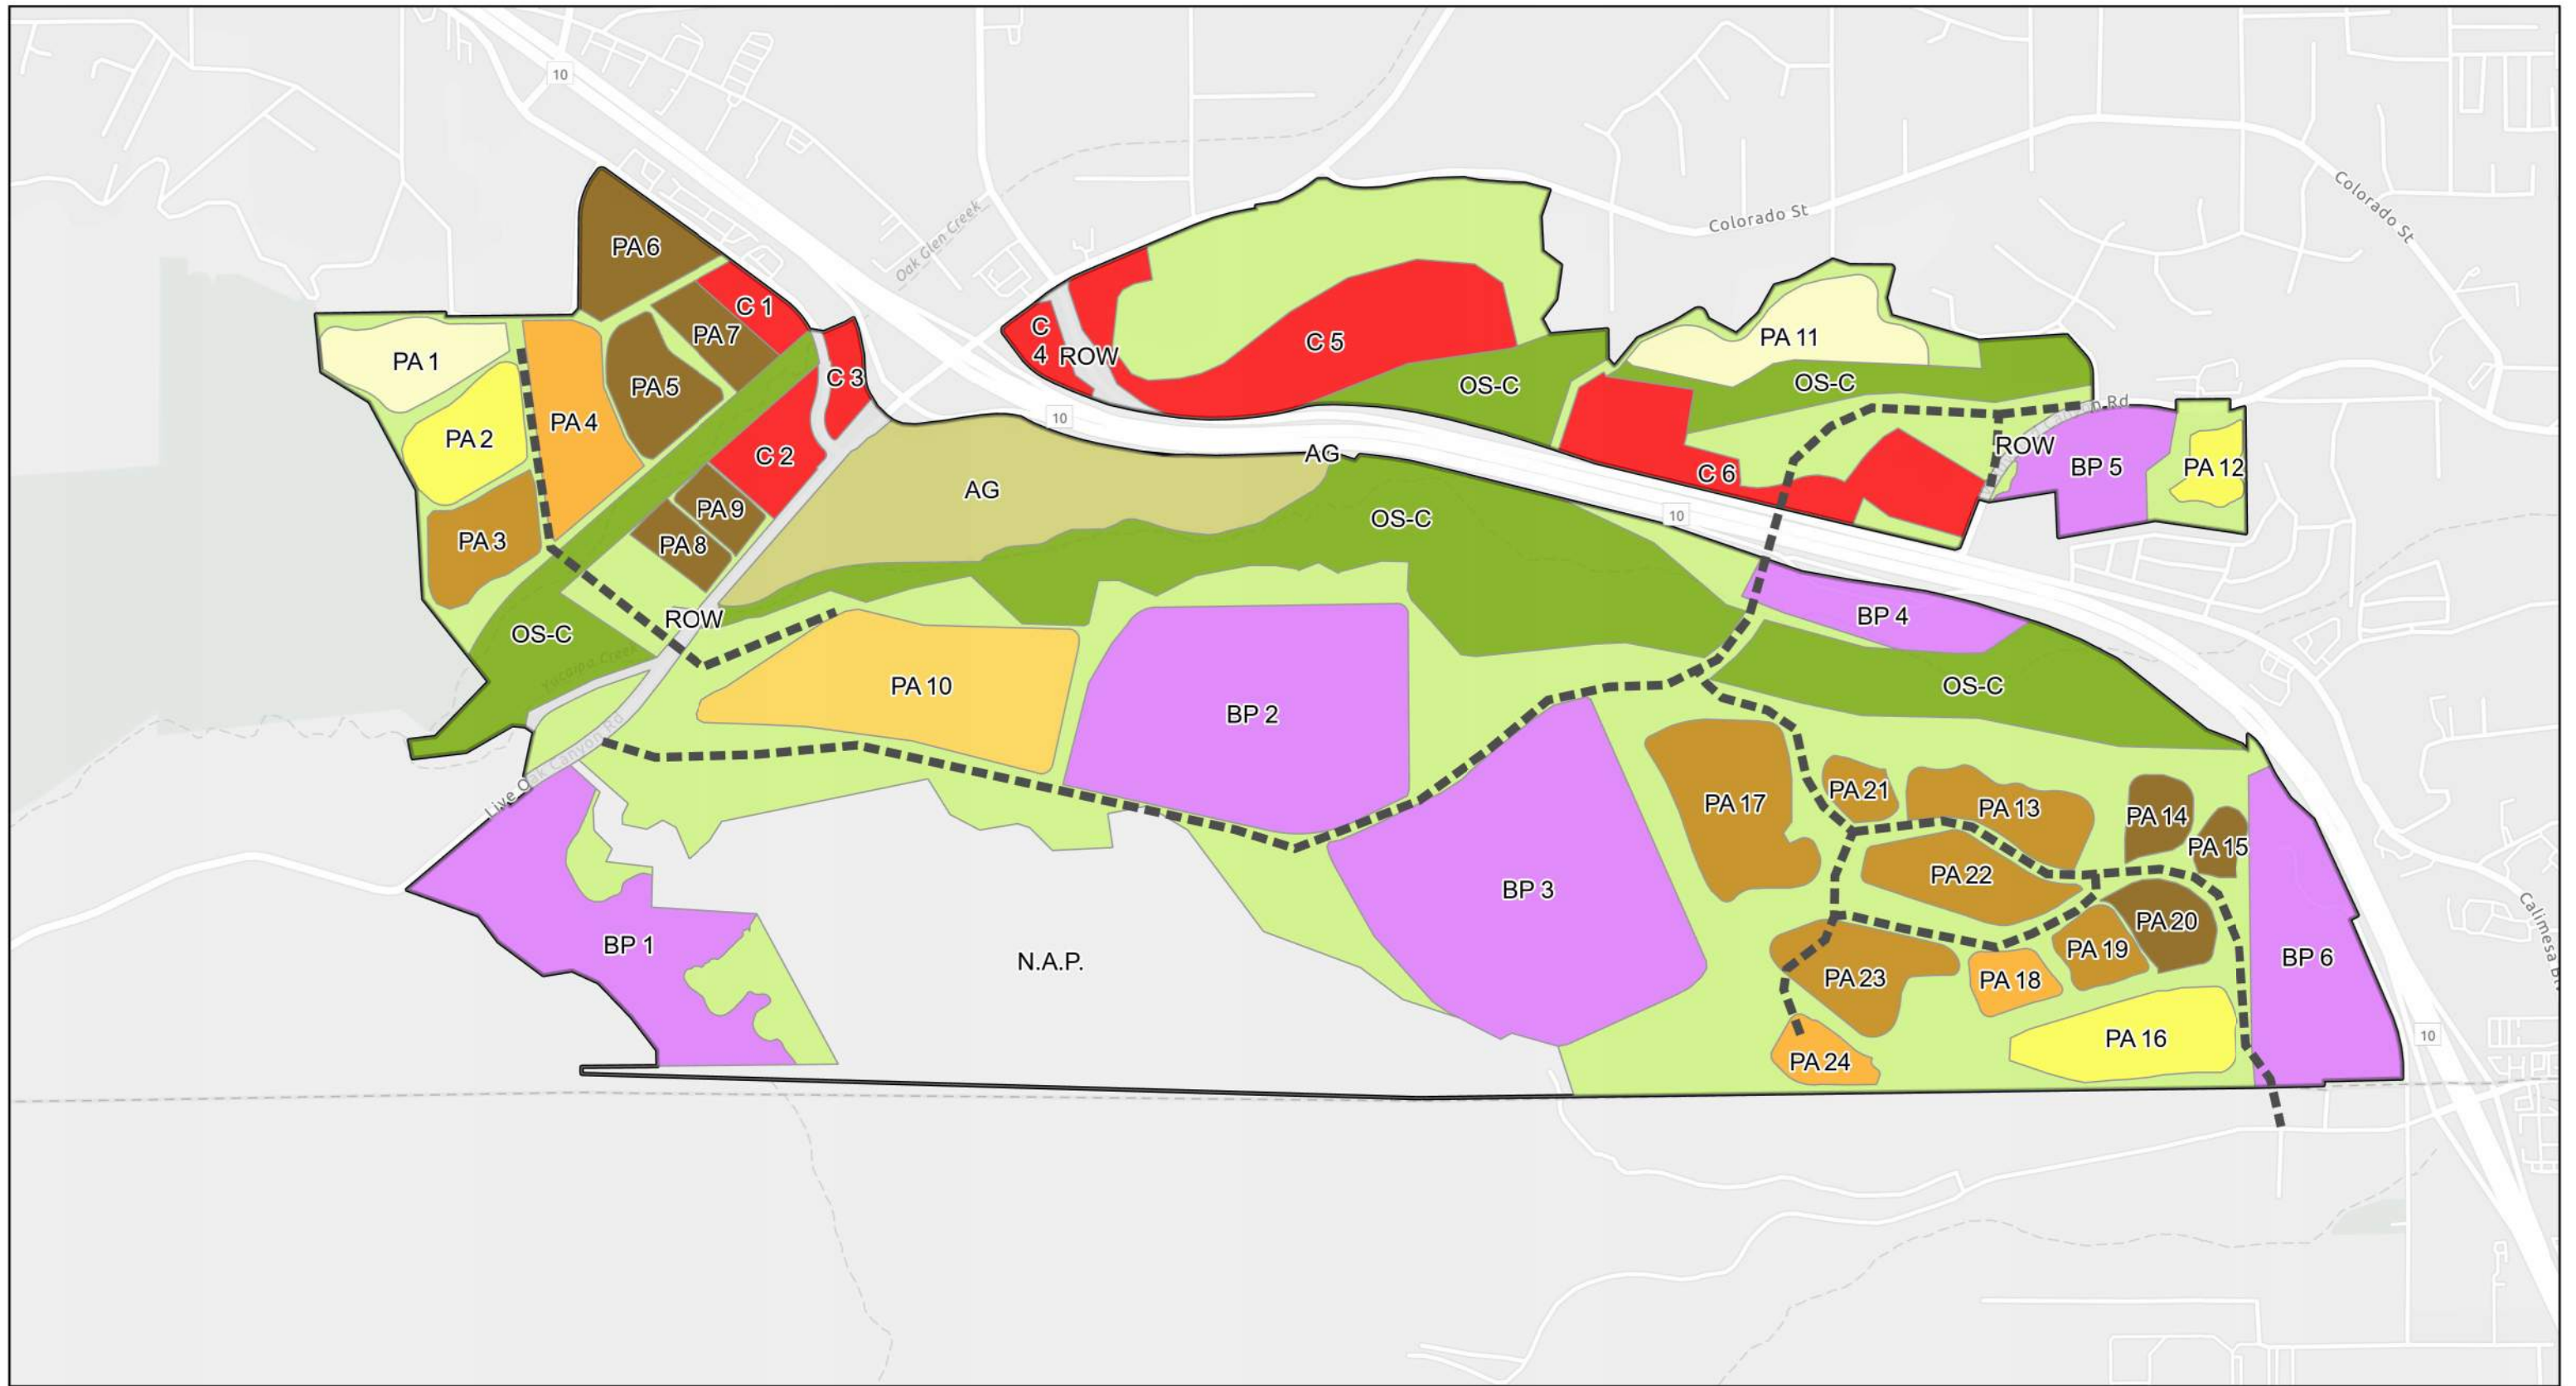 10
Colorado St
Colorado St
Oak Glen Creek
PA 6
C 1
PA 7
C
4
ROW
C 5
PA 11
PA 1
PA 5
C 3
OS-C
OS-C
PA 2
PA 4
10
ROW
C 2
AG
C 6
BP 5
PA 12
AG
PA 9
OS-C
10
PA 3
PA 8
ROW
BP 4
OS-C
Yucaipa Creek
PA 10
OS-C
BP 2
Live Oak Canyon Rd
PA 21
PA 17
PA 13
PA 14
PA 15
PA 22
BP 3
PA 20
BP 1
PA 19
N.A.P.
BP 6
PA 23
PA 18
10
PA 16
PA 24